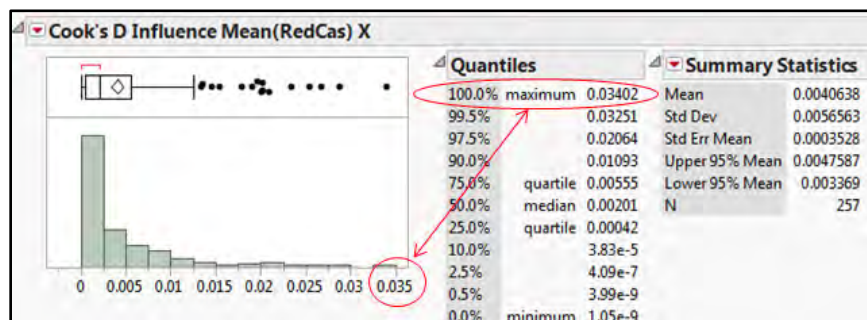 Cook's D Influence Mean(RedCas) X
Quantiles
100.0% maximum 0.03402
99.5% 0.03251
97.5% 0.02064
90.0% 0.01093
75.0% quartile 0.00555
50.0% median 0.00201
25.0% quartile 0.00042
10.0% 3.83e-5
2.5% 4.09e-7
0.5% 3.99e-9
0.0% minimum 1.05e-9
Summary Statistics
Mean 0.0040638
Std Dev 0.0056563
Std Err Mean 0.0003528
Upper 95% Mean 0.0047587
Lower 95% Mean 0.003369
N 257
0 0.005 0.01 0.015 0.02 0.025 0.03 0.035